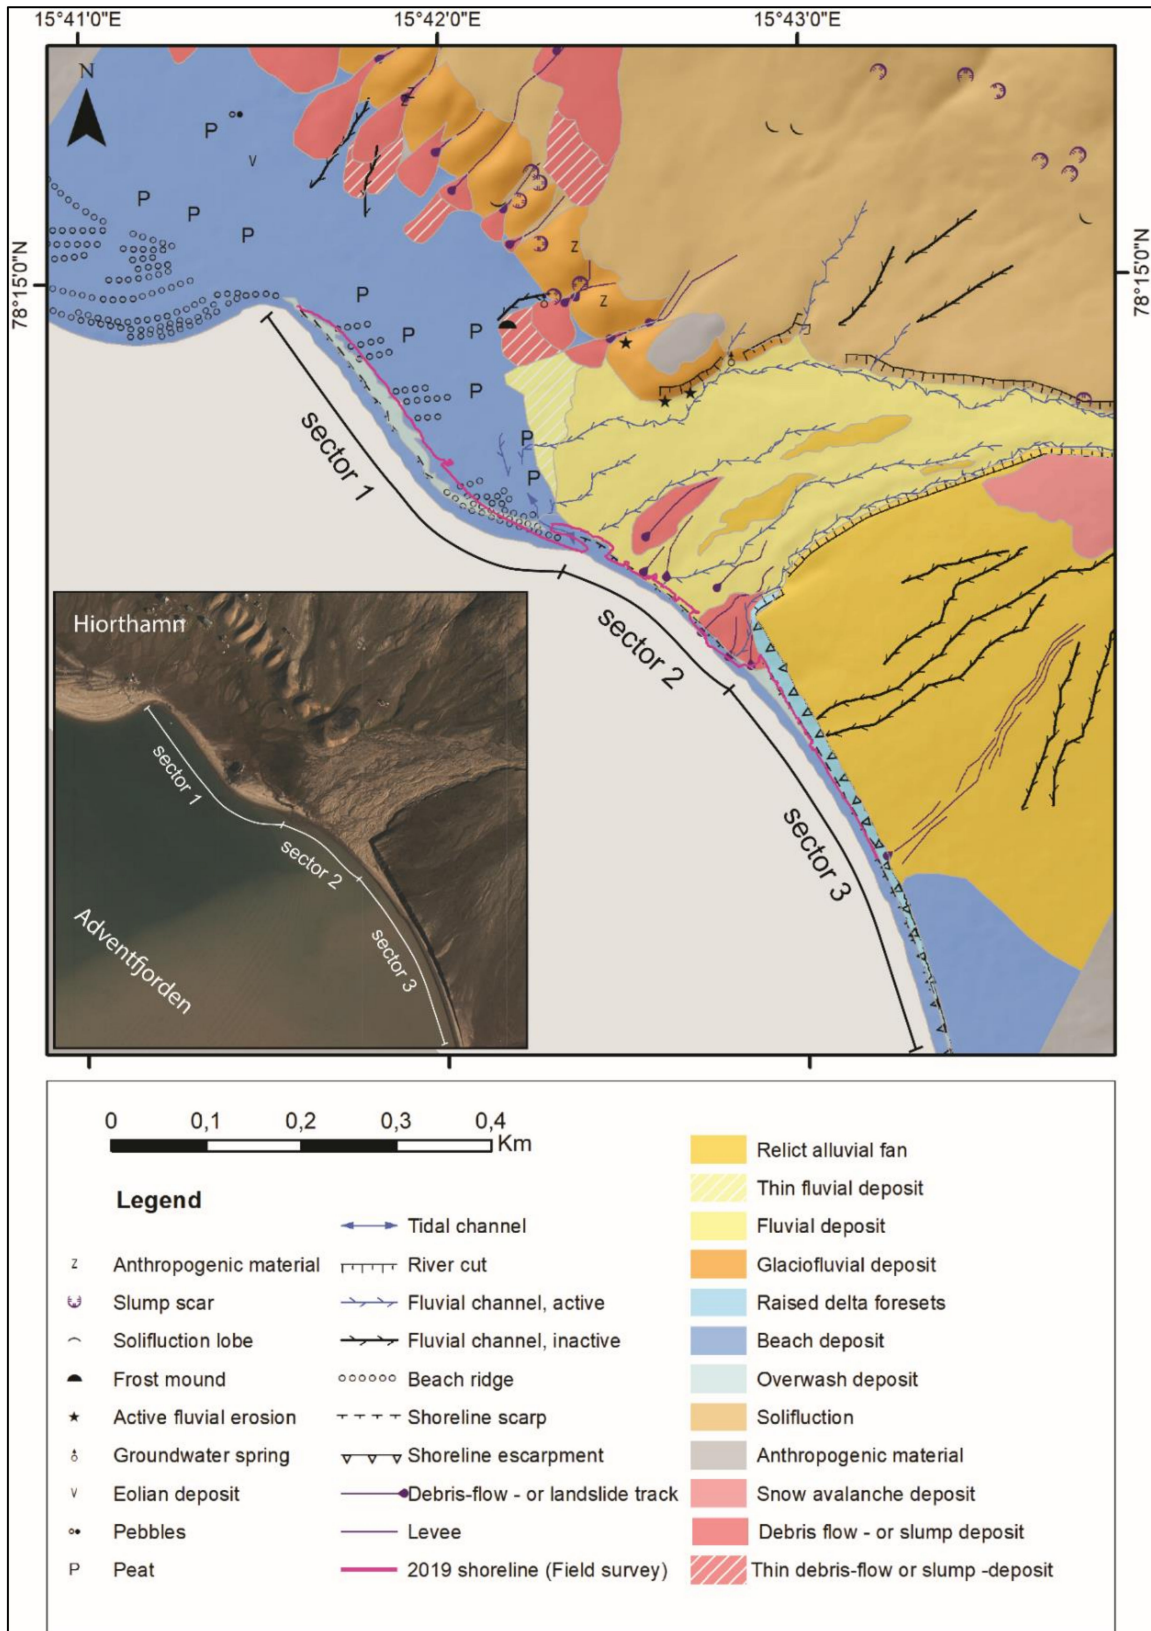 15°41'0"E 15°42'0"E 15°43'0"E
N
78°15'0"N
78°15'0"N
P
V
P
P
P
Z
Z
Z
Z
P
P
P
P
P
P
sector 1
sector 2
sector 3
Hiorthamn
sector 1
sector 2
sector 3
Adventfjorden
0 0,1 0,2 0,3 0,4
Km
Legend
Anthropogenic material
Slump scar
Solifluction lobe
Frost mound
Active fluvial erosion
Groundwater spring
Eolian deposit
Pebbles
Peat
Tidal channel
River cut
Fluvial channel, active
Fluvial channel, inactive
Beach ridge
Shoreline scarp
Shoreline escarpment
Debris-flow - or landslide track
Levee
2019 shoreline (Field survey)
Relict alluvial fan
Thin fluvial deposit
Fluvial deposit
Glaciofluvial deposit
Raised delta foresets
Beach deposit
Overwash deposit
Solifluction
Anthropogenic material
Snow avalanche deposit
Debris flow - or slump deposit
Thin debris-flow or slump -deposit